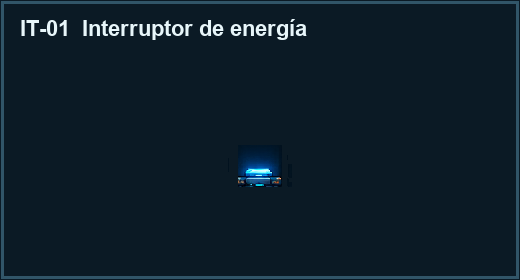 IT-01 Interruptor de energía